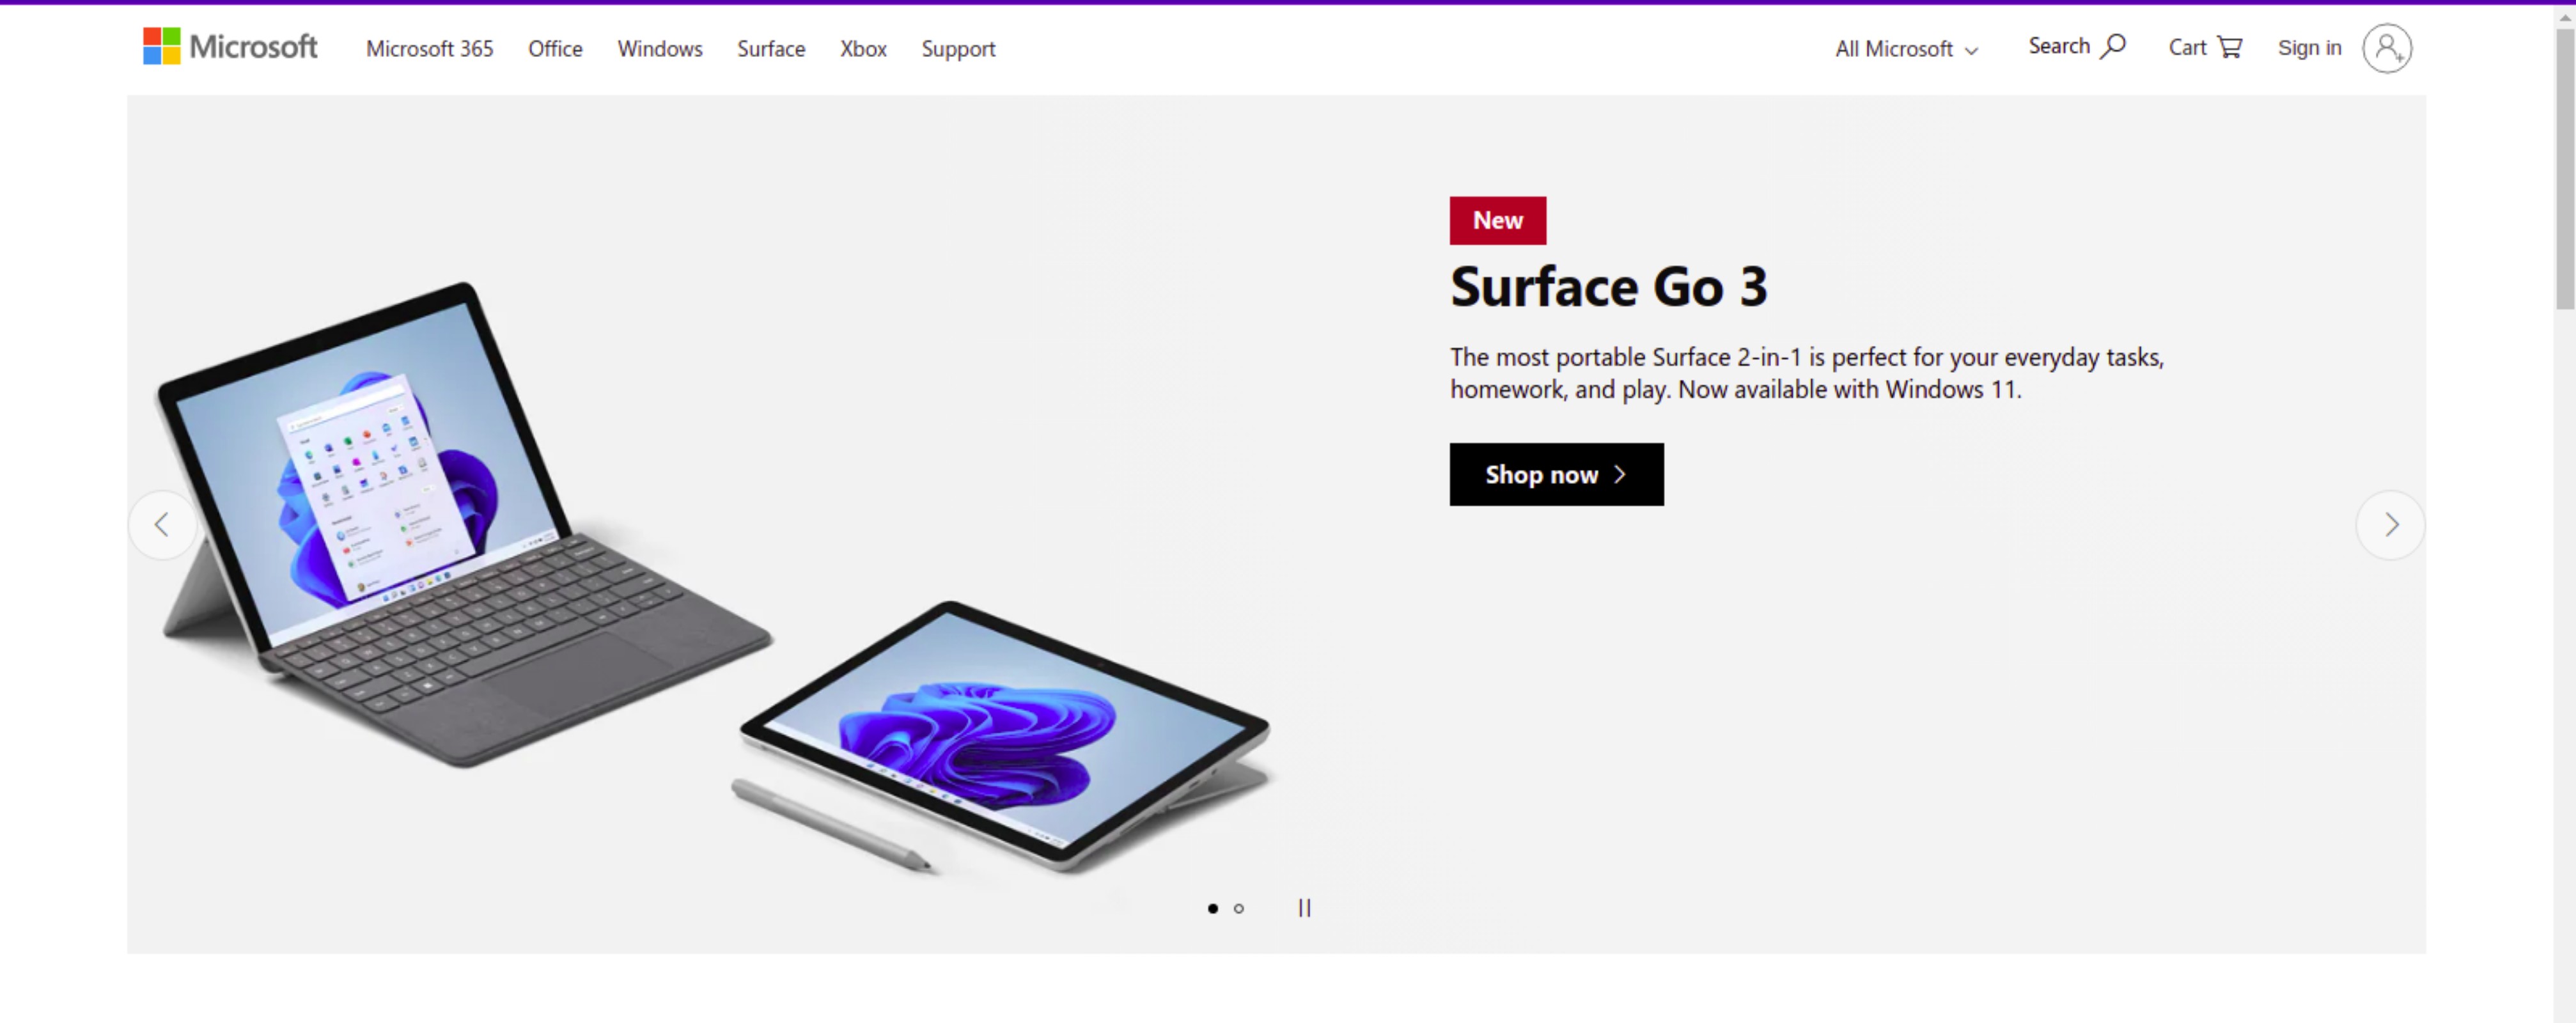 Microsoft
Microsoft 365
Office
Windows
Surface
Xbox
Support
All Microsoft
Search
Cart
Sign in
New
Surface Go 3
The most portable Surface 2-in-1 is perfect for your everyday tasks,
homework, and play. Now available with Windows 11.
Shop now